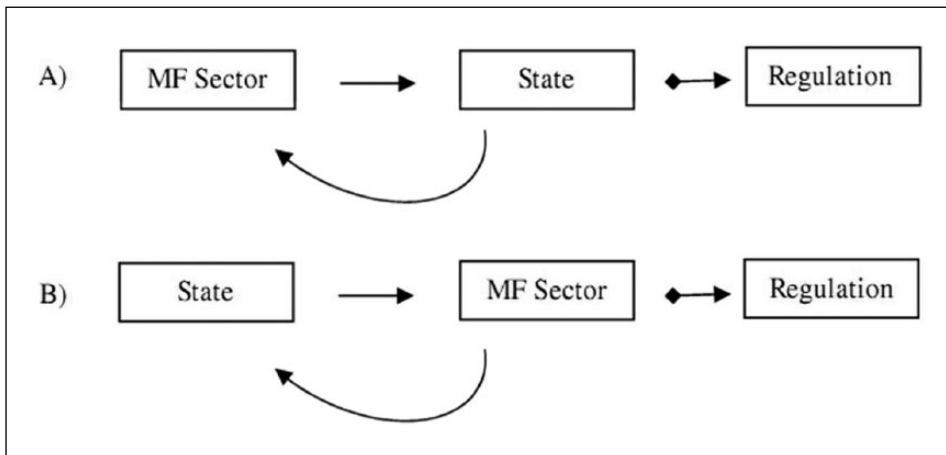 A) MF Sector State Regulation
B) State MF Sector Regulation